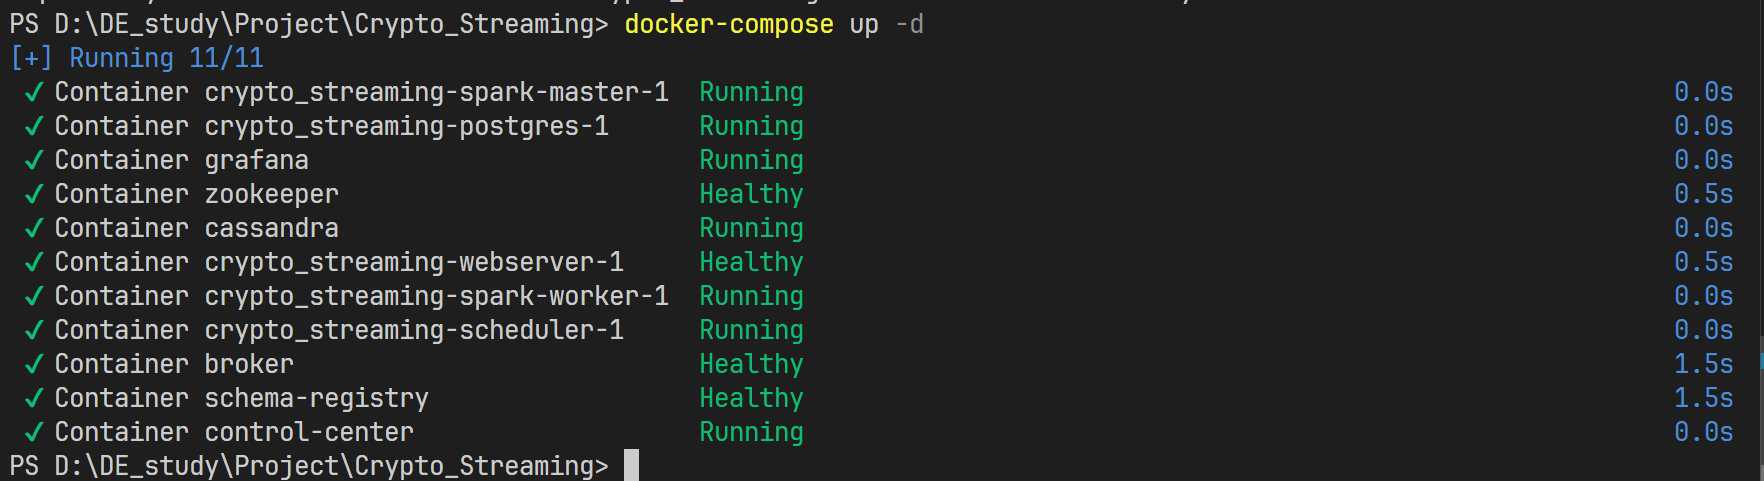 PS D:\DE_study\Project\Crypto_Streaming> docker-compose up -d
[+] Running 11/11
✔ Container crypto_streaming-spark-master-1 Running 0.0s
✔ Container crypto_streaming-postgres-1 Running 0.0s
✔ Container grafana Running 0.0s
✔ Container zookeeper Healthy 0.5s
✔ Container cassandra Running 0.0s
✔ Container crypto_streaming-webserver-1 Healthy 0.5s
✔ Container crypto_streaming-spark-worker-1 Running 0.0s
✔ Container crypto_streaming-scheduler-1 Running 0.0s
✔ Container broker Healthy 1.5s
✔ Container schema-registry Healthy 1.5s
✔ Container control-center Running 0.0s
PS D:\DE_study\Project\Crypto_Streaming>